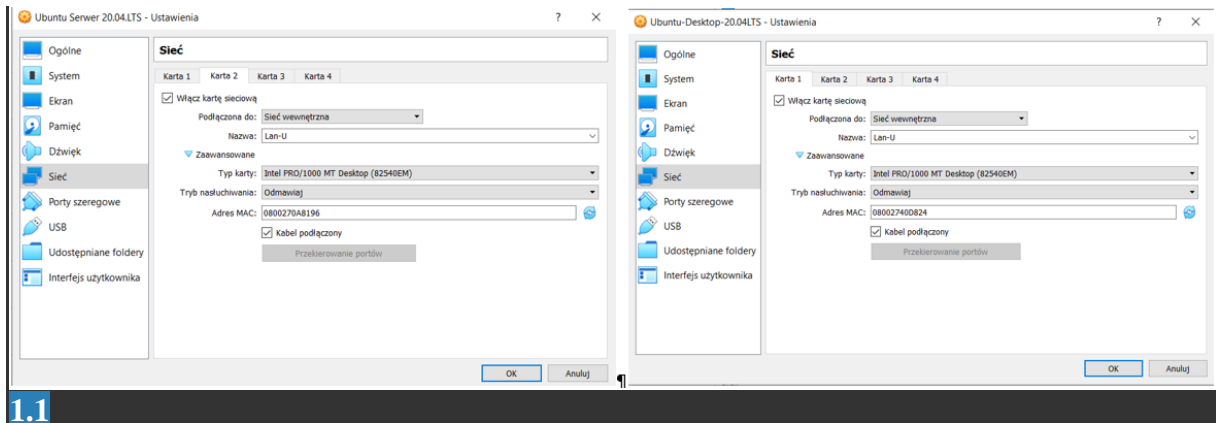 Ubuntu Serwer 20.04.LTS - Ustawienia ? ×
Ogólne
System
Ekran
Pamięć
Dźwięk
Sieć
Porty szeregowe
USB
Udostępniane foldery
Interfejs użytkownika
Sieć
Karta 1 Karta 2 Karta 3 Karta 4
Włącz kartę sieciową
Podłączona do: Sieć wewnętrzna
Nazwa: Lan-U
Zaawansowane
Typ karty: Intel PRO/1000 MT Desktop (82540EM)
Tryb nasłuchiwania: Odmawiaj
Adres MAC: 0800270A8196
Kabel podłączony
Przekierowanie portów
OK Anuluj
¶
Ubuntu-Desktop-20.04LTS - Ustawienia ? ×
Ogólne
System
Ekran
Pamięć
Dźwięk
Sieć
Porty szeregowe
USB
Udostępniane foldery
Interfejs użytkownika
Sieć
Karta 1 Karta 2 Karta 3 Karta 4
Włącz kartę sieciową
Podłączona do: Sieć wewnętrzna
Nazwa: Lan-U
Zaawansowane
Typ karty: Intel PRO/1000 MT Desktop (82540EM)
Tryb nasłuchiwania: Odmawiaj
Adres MAC: 08002740D824
Kabel podłączony
Przekierowanie portów
OK Anuluj
1.1